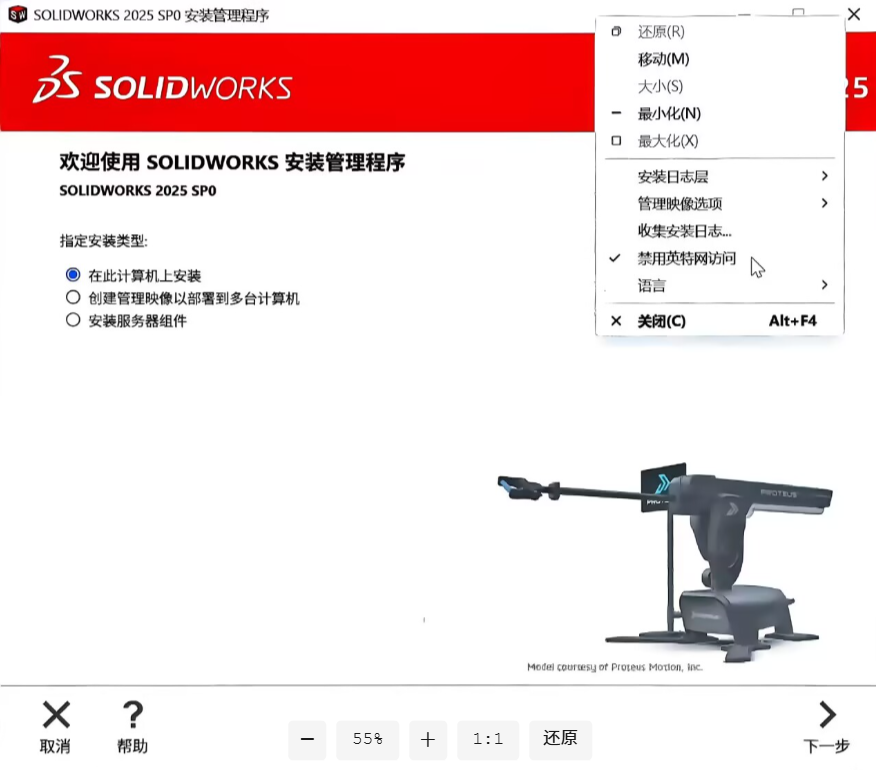 SOLIDWORKS 2025 SP0 安装管理程序
SOLIDWORKS
25
还原(R)
移动(M)
大小(S)
最小化(N)
最大化(X)
安装日志层
管理映像选项
收集安装日志...
禁用英特网访问
语言
关闭(C) Alt+F4
欢迎使用 SOLIDWORKS 安装管理程序
SOLIDWORKS 2025 SP0
指定安装类型:
在此计算机上安装
创建管理映像以部署到多台计算机
安装服务器组件
PROTEUS
Model courtesy of Proteus Motion, Inc.
取消
帮助
55%
1:1
还原
下一步